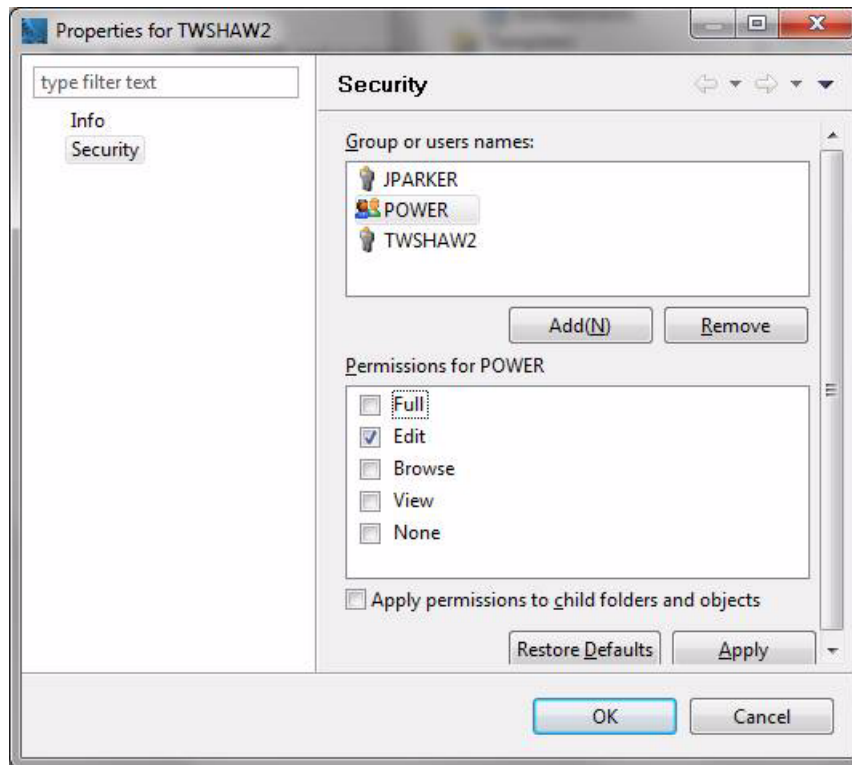 Properties for TWSHAW2
type filter text
Info
Security
Security
Group or users names:
JPARKER
POWER
TWSHAW2
Add(N)
Remove
Permissions for POWER
Full
Edit
Browse
View
None
Apply permissions to child folders and objects
Restore Defaults
Apply
OK
Cancel